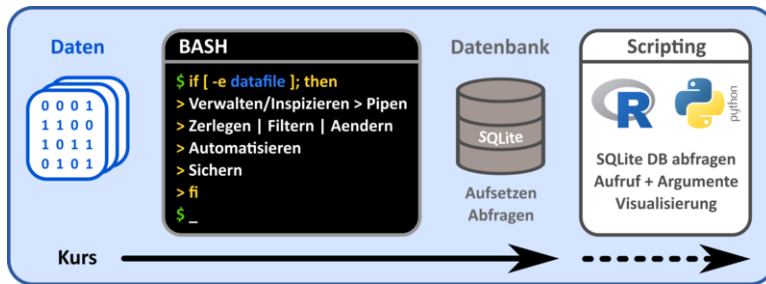 Daten
0 0 0 1
1 1 0 0
1 0 1 1
0 1 0 1
BASH
$ if [ -e datafile ]; then
> Verwalten/Inspizieren > Pipen
> Zerlegen | Filtern | Aendern
> Automatisieren
> Sichern
> fi
$ _
Datenbank
SQLite
Aufsetzen
Abfragen
Scripting
R
python
SQLite DB abfragen
Aufruf + Argumente
Visualisierung
Kurs